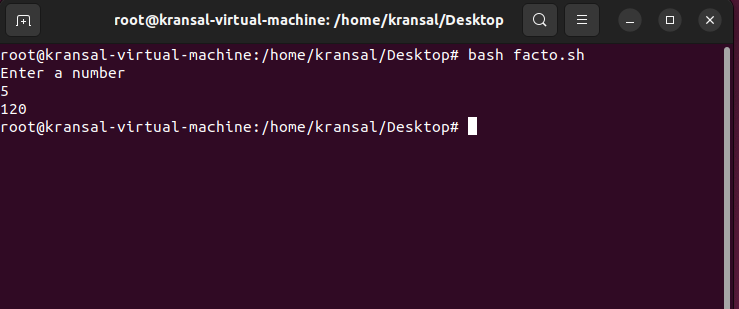 root@kransal-virtual-machine: /home/kransal/Desktop
root@kransal-virtual-machine:/home/kransal/Desktop# bash facto.sh
Enter a number
5
120
root@kransal-virtual-machine:/home/kransal/Desktop#